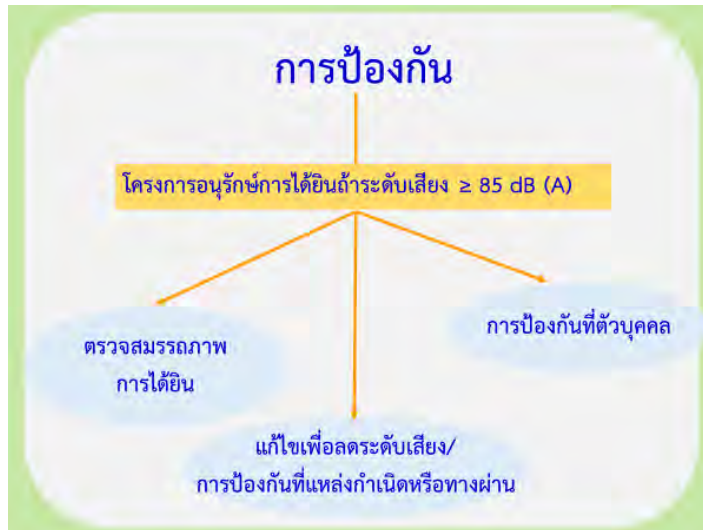 การป้องกัน
โครงการอนุรักษ์การได้ยินถ้าระดับเสียง ≥ 85 dB (A)
ตรวจสมรรถภาพ
การได้ยิน
การป้องกันที่ตัวบุคคล
แก้ไขเพื่อลดระดับเสียง/
การป้องกันที่แหล่งกำเนิดหรือทางผ่าน